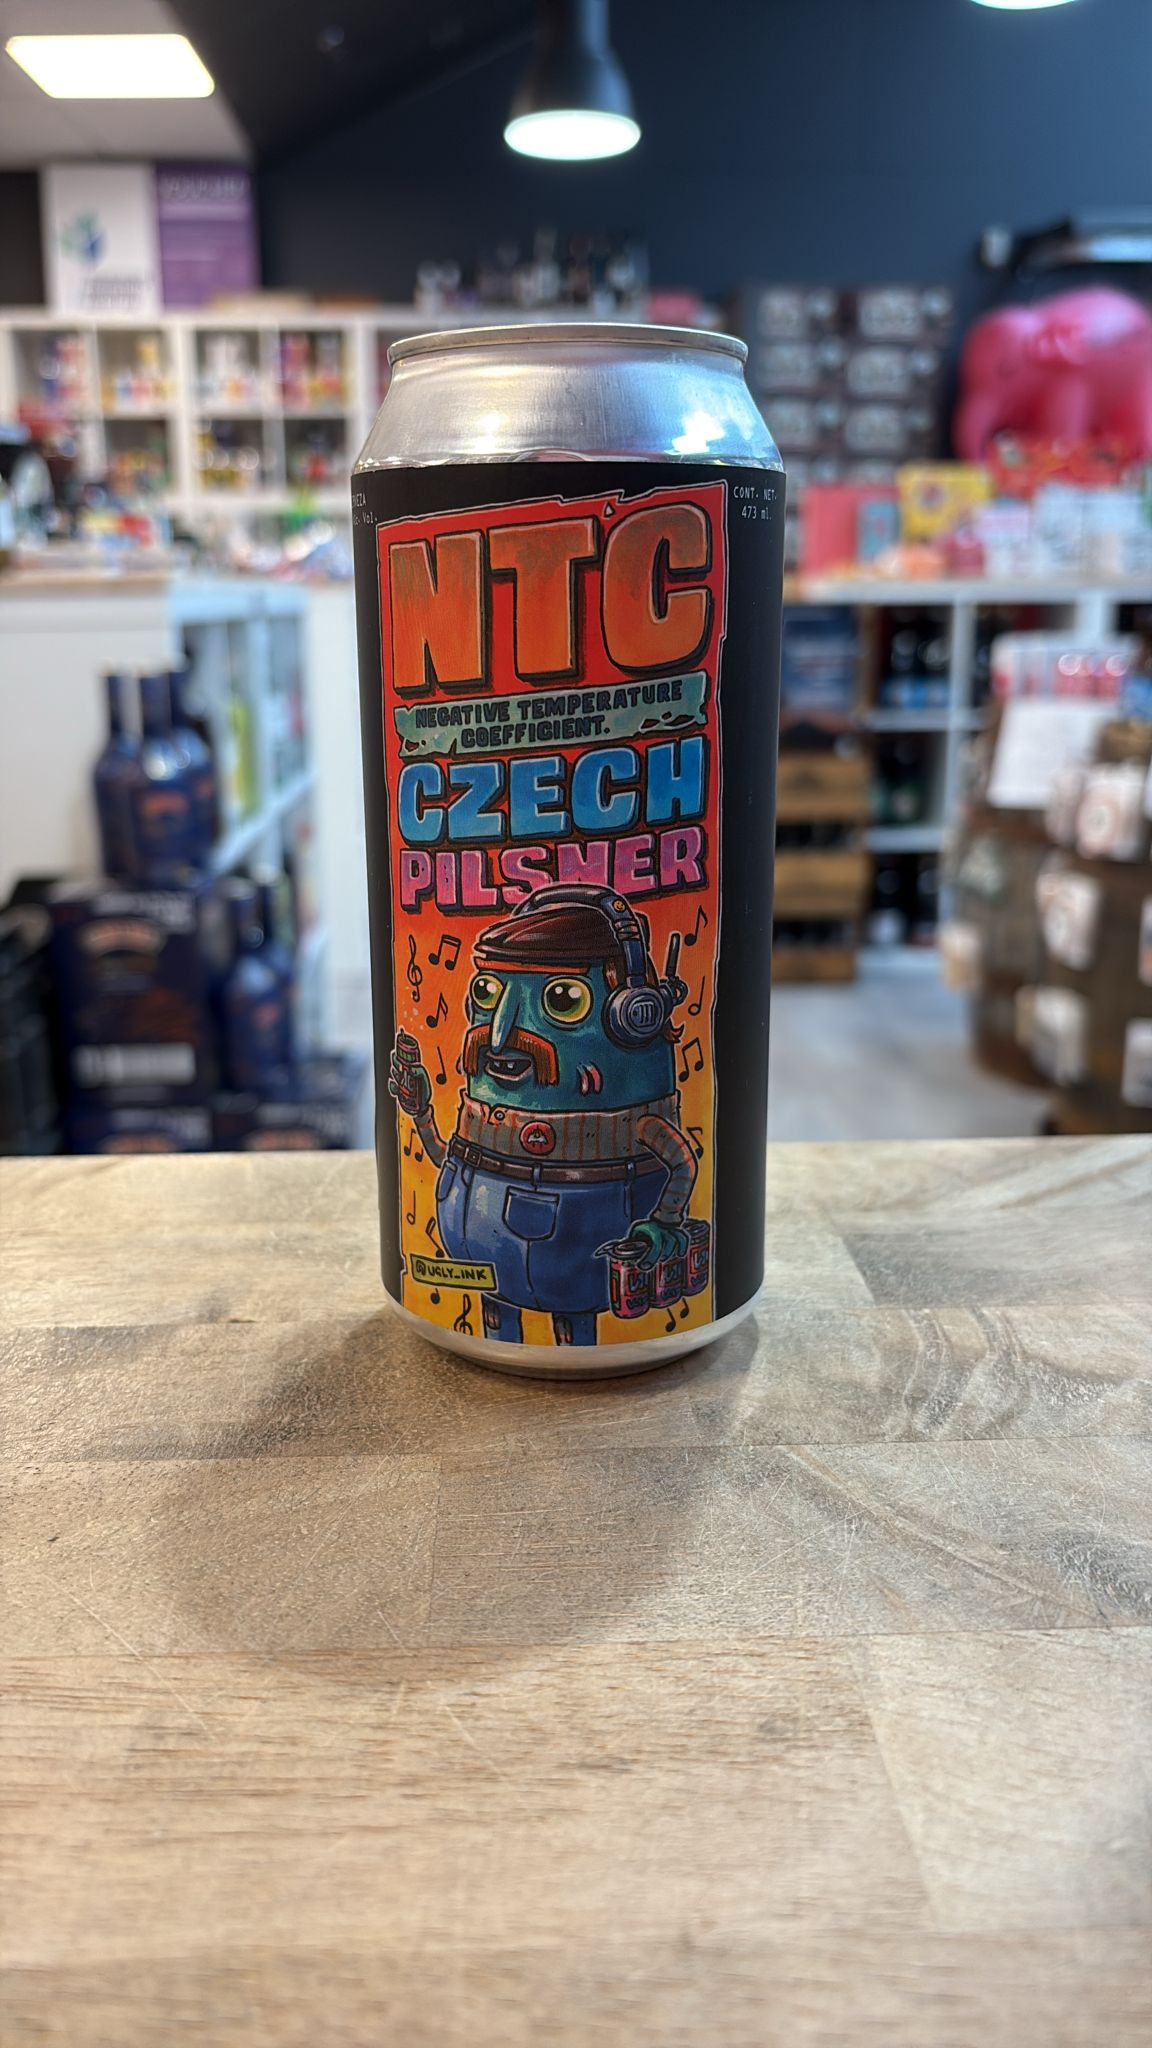 CONT. NET.
473 ml.
NTC
NEGATIVE TEMPERATURE
COEFFICIENT.
CZECH
PILSNER
@UGLY_INK